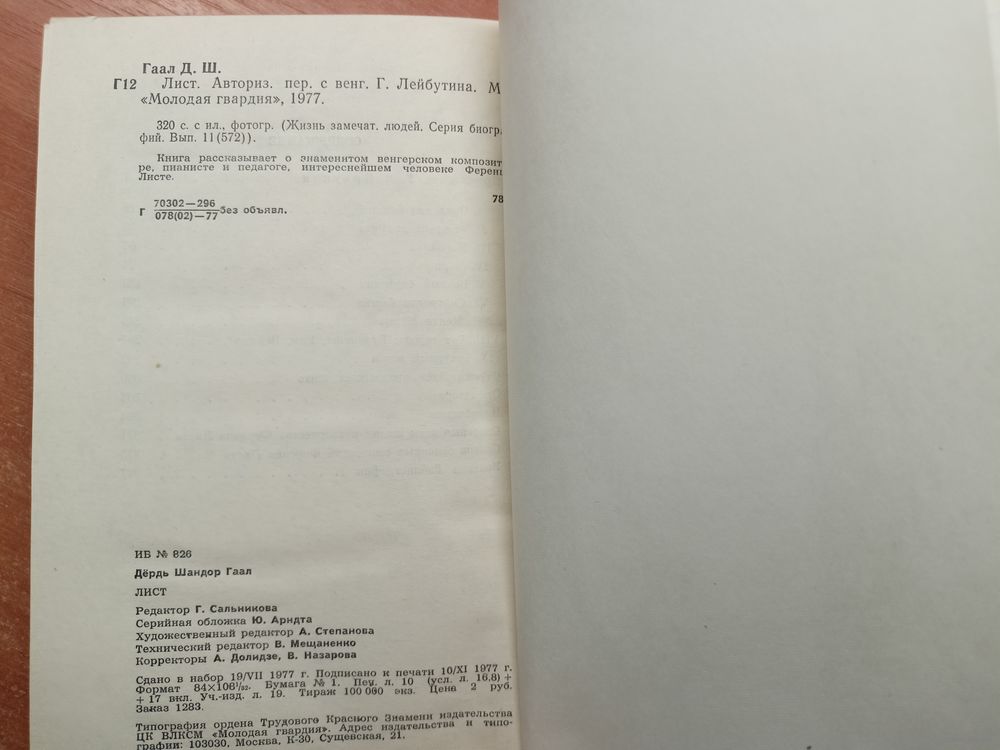 Гаал Д. Ш.
Г12 Лист. Авториз. пер. с венг. Г. Лейбутина. М
«Молодая гвардия», 1977.
320 с. с ил., фотогр. (Жизнь замечат. людей. Серия биогр
фий. Вып. 11(572)).
Книга рассказывает о знаменитом венгерском композит
ре, пианисте и педагоге, интереснейшем человеке Ферен
Листе.
70302—296
Г 078(02)—77 без объявл.
78
ИБ № 826
Дёрдь Шандор Гаал
ЛИСТ
Редактор Г. Сальникова
Серийная обложка Ю. Арндта
Художественный редактор А. Степанова
Технический редактор В. Мещаненко
Корректоры А. Долидзе, В. Назарова
Сдано в набор 19/VII 1977 г. Подписано к печати 10/XI 1977 г.
Формат 84×108¹/₃₂. Бумага № 1. Печ. л. 10 (усл. л. 16,8) +
+ 17 вкл. Уч.-изд. л. 19. Тираж 100 000 экз. Цена 2 руб.
Заказ 1283.
Типография ордена Трудового Красного Знамени издательства
ЦК ВЛКСМ «Молодая гвардия». Адрес издательства и типо-
графии: 103030, Москва, К-30, Сущевская, 21.